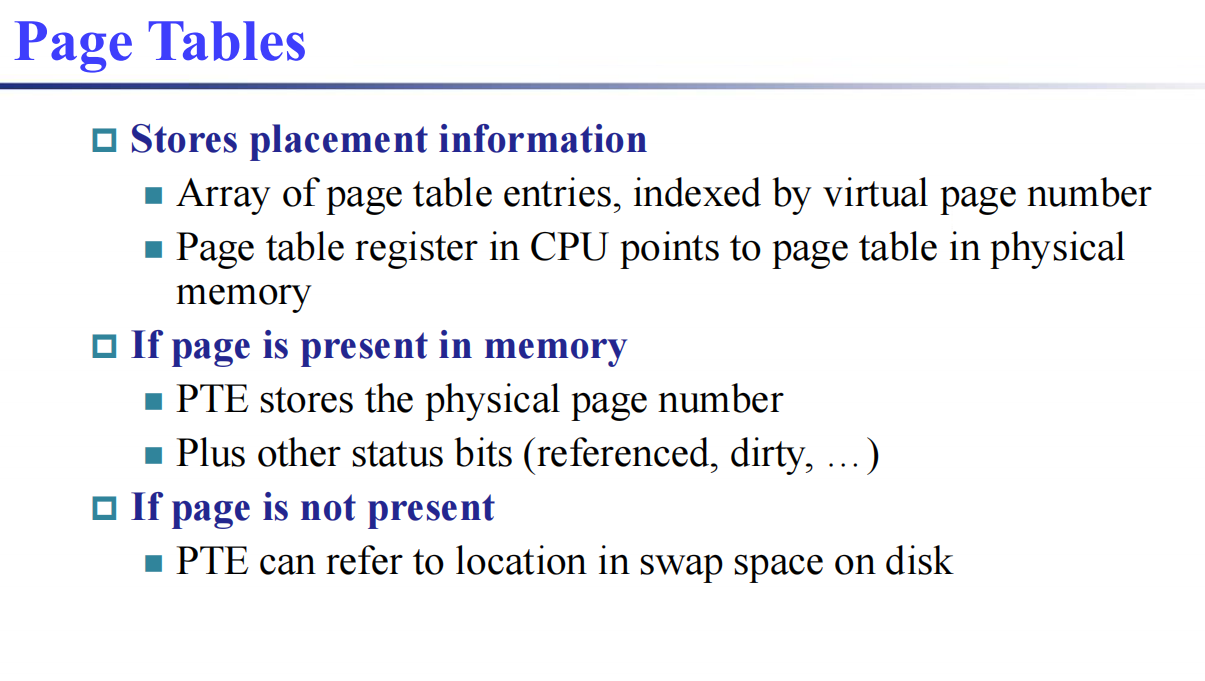 Page Tables
Stores placement information
Array of page table entries, indexed by virtual page number
Page table register in CPU points to page table in physical
memory
If page is present in memory
PTE stores the physical page number
Plus other status bits (referenced, dirty, …)
If page is not present
PTE can refer to location in swap space on disk